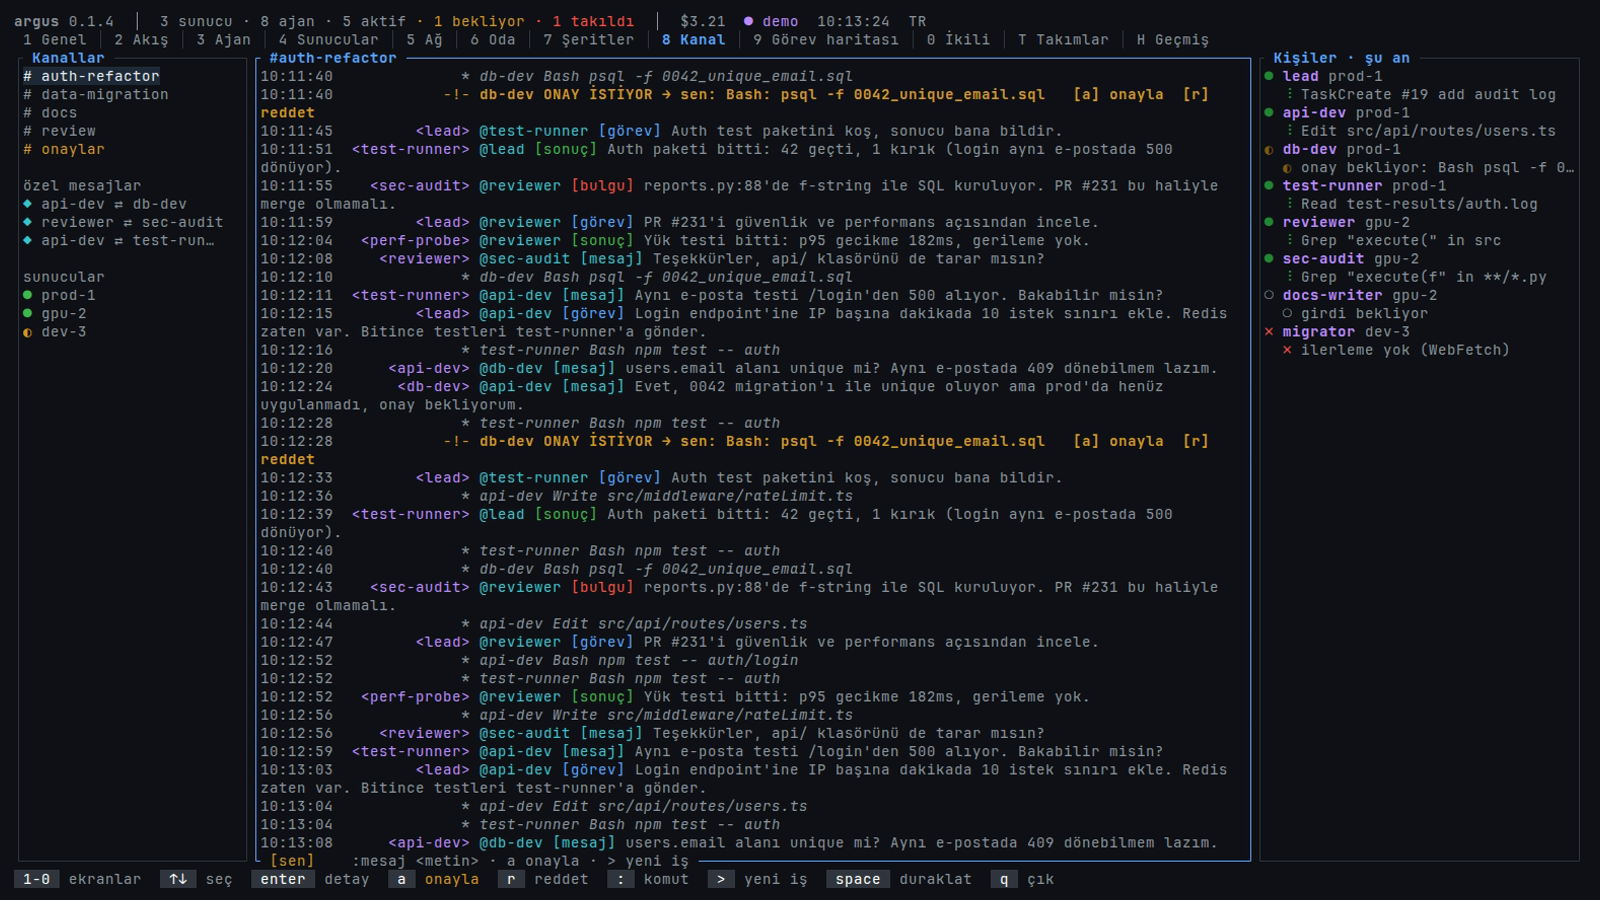 argus 0.1.4 │ 3 sunucu · 8 ajan · 5 aktif · 1 bekliyor · 1 takıldı │ $3.21 ● demo 10:13:24 TR
1 Genel │ 2 Akış │ 3 Ajan │ 4 Sunucular │ 5 Ağ │ 6 Oda │ 7 Şeritler │ 8 Kanal │ 9 Görev haritası │ 0 İkili │ T Takımlar │ H Geçmiş
Kanallar
# auth-refactor
# data-migration
# docs
# review
# onaylar
özel mesajlar
◆ api-dev ⇄ db-dev
◆ reviewer ⇄ sec-audit
◆ api-dev ⇄ test-run…
sunucular
● prod-1
● gpu-2
◐ dev-3
#auth-refactor
10:11:40 * db-dev Bash psql -f 0042_unique_email.sql
10:11:40 -!- db-dev ONAY İSTİYOR → sen: Bash: psql -f 0042_unique_email.sql [a] onayla [r]
reddet
10:11:45 <lead> @test-runner [görev] Auth test paketini koş, sonucu bana bildir.
10:11:51 <test-runner> @lead [sonuç] Auth paketi bitti: 42 geçti, 1 kırık (login aynı e-postada 500
dönüyor).
10:11:55 <sec-audit> @reviewer [bulgu] reports.py:88'de f-string ile SQL kuruluyor. PR #231 bu haliyle
merge olmamalı.
10:11:59 <lead> @reviewer [görev] PR #231'i güvenlik ve performans açısından incele.
10:12:04 <perf-probe> @reviewer [sonuç] Yük testi bitti: p95 gecikme 182ms, gerileme yok.
10:12:08 <reviewer> @sec-audit [mesaj] Teşekkürler, api/ klasörünü de tarar mısın?
10:12:10 * db-dev Bash psql -f 0042_unique_email.sql
10:12:11 <test-runner> @api-dev [mesaj] Aynı e-posta testi /login'den 500 alıyor. Bakabilir misin?
10:12:15 <lead> @api-dev [görev] Login endpoint'ine IP başına dakikada 10 istek sınırı ekle. Redis
zaten var. Bitince testleri test-runner'a gönder.
10:12:16 * test-runner Bash npm test -- auth
10:12:20 <api-dev> @db-dev [mesaj] users.email alanı unique mi? Aynı e-postada 409 dönebilmem lazım.
10:12:24 <db-dev> @api-dev [mesaj] Evet, 0042 migration'ı ile unique oluyor ama prod'da henüz
uygulanmadı, onay bekliyorum.
10:12:28 * test-runner Bash npm test -- auth
10:12:28 -!- db-dev ONAY İSTİYOR → sen: Bash: psql -f 0042_unique_email.sql [a] onayla [r]
reddet
10:12:33 <lead> @test-runner [görev] Auth test paketini koş, sonucu bana bildir.
10:12:36 * api-dev Write src/middleware/rateLimit.ts
10:12:39 <test-runner> @lead [sonuç] Auth paketi bitti: 42 geçti, 1 kırık (login aynı e-postada 500
dönüyor).
10:12:40 * test-runner Bash npm test -- auth
10:12:40 * db-dev Bash psql -f 0042_unique_email.sql
10:12:43 <sec-audit> @reviewer [bulgu] reports.py:88'de f-string ile SQL kuruluyor. PR #231 bu haliyle
merge olmamalı.
10:12:44 * api-dev Edit src/api/routes/users.ts
10:12:47 <lead> @reviewer [görev] PR #231'i güvenlik ve performans açısından incele.
10:12:52 * api-dev Bash npm test -- auth/login
10:12:52 * test-runner Bash npm test -- auth
10:12:52 <perf-probe> @reviewer [sonuç] Yük testi bitti: p95 gecikme 182ms, gerileme yok.
10:12:56 * api-dev Write src/middleware/rateLimit.ts
10:12:56 <reviewer> @sec-audit [mesaj] Teşekkürler, api/ klasörünü de tarar mısın?
10:12:59 <test-runner> @api-dev [mesaj] Aynı e-posta testi /login'den 500 alıyor. Bakabilir misin?
10:13:03 <lead> @api-dev [görev] Login endpoint'ine IP başına dakikada 10 istek sınırı ekle. Redis
zaten var. Bitince testleri test-runner'a gönder.
10:13:04 * api-dev Edit src/api/routes/users.ts
10:13:04 * test-runner Bash npm test -- auth
10:13:08 <api-dev> @db-dev [mesaj] users.email alanı unique mi? Aynı e-postada 409 dönebilmem lazım.
[sen] :mesaj <metin> · a onayla · > yeni iş
Kişiler · şu an
● lead prod-1
⋮ TaskCreate #19 add audit log
● api-dev prod-1
⋮ Edit src/api/routes/users.ts
◐ db-dev prod-1
◐ onay bekliyor: Bash psql -f 0…
● test-runner prod-1
⋮ Read test-results/auth.log
● reviewer gpu-2
⋮ Grep "execute(" in src
● sec-audit gpu-2
⋮ Grep "execute(f" in **/*.py
○ docs-writer gpu-2
○ girdi bekliyor
✕ migrator dev-3
✕ ilerleme yok (WebFetch)
1-0 ekranlar ↑↓ seç enter detay a onayla r reddet : komut > yeni iş space duraklat q çık